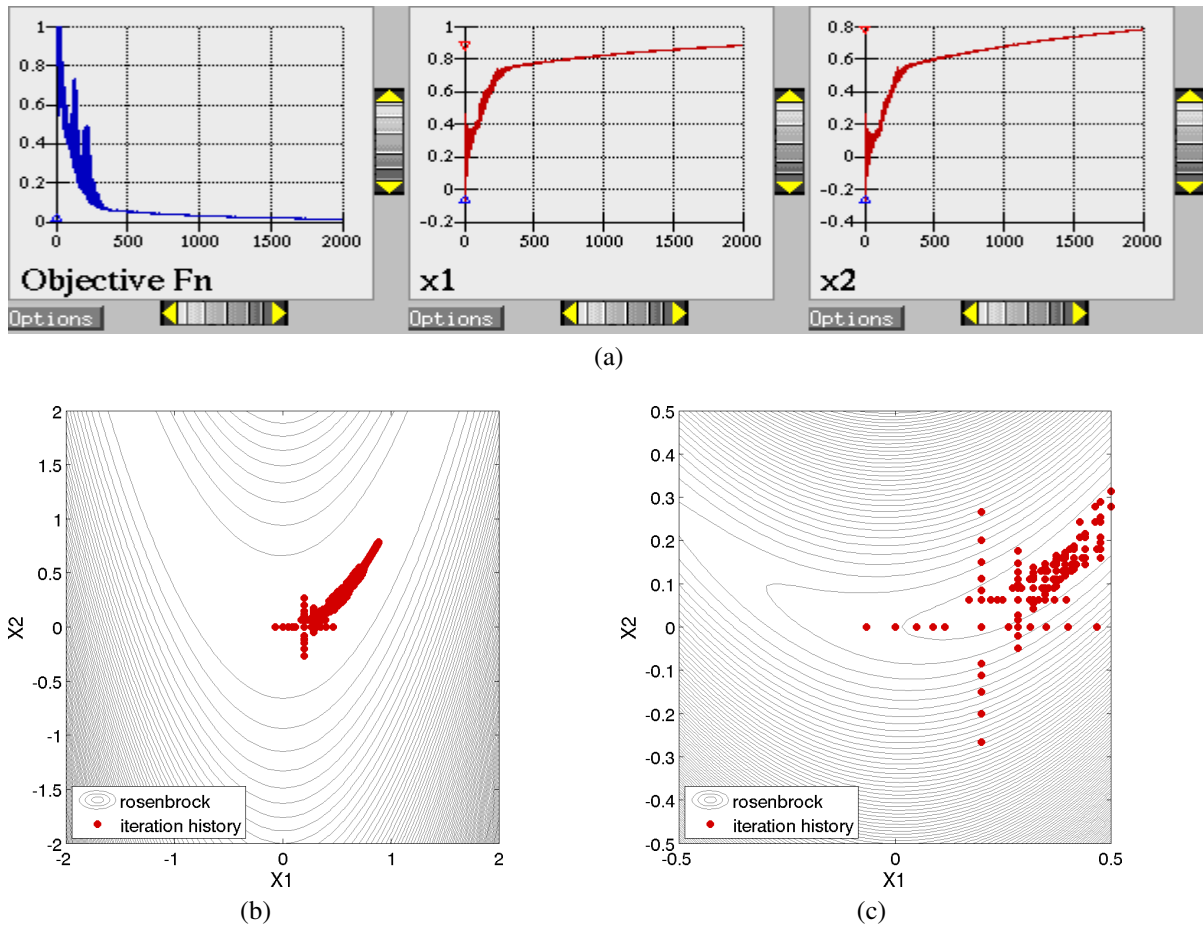 1
0.8
0.6
0.4
0.2
0
0 500 1000 1500 2000
Objective Fn
Options
1
0.8
0.6
0.4
0.2
0
-0.2
0 500 1000 1500 2000
x1
Options
0.8
0.6
0.4
0.2
0
-0.2
-0.4
0 500 1000 1500 2000
x2
Options
(a)
2
1.5
1
0.5
0
-0.5
-1
-1.5
-2
X2
rosenbrock
iteration history
-2 -1 0 1 2
X1
(b)
0.5
0.4
0.3
0.2
0.1
0
-0.1
-0.2
-0.3
-0.4
-0.5
X2
rosenbrock
iteration history
-0.5 0 0.5
X1
(c)